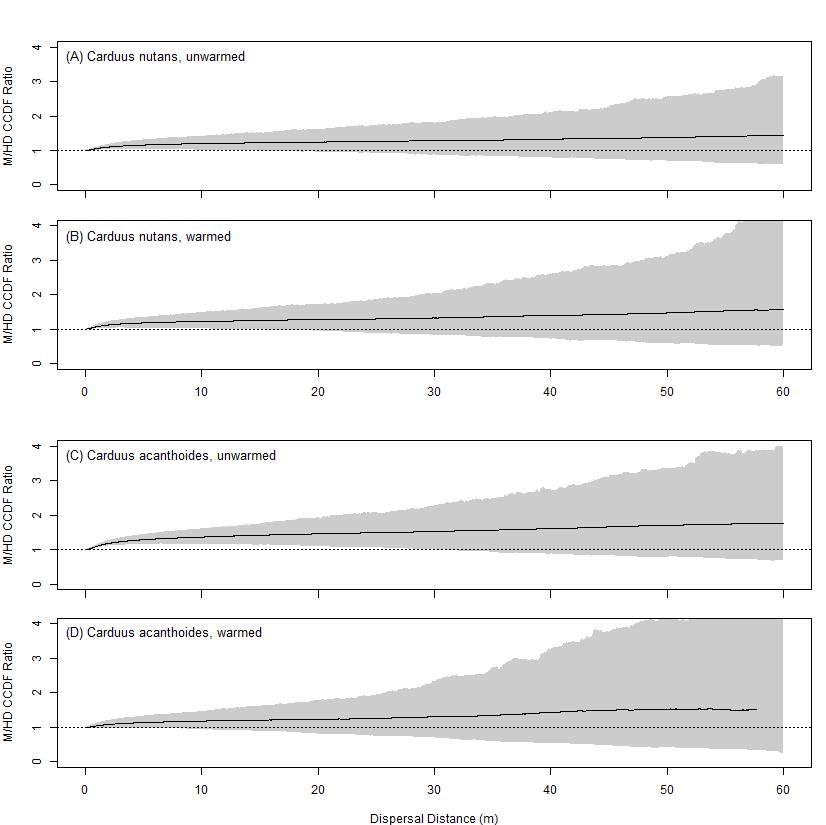 (A) Carduus nutans, unwarmed
M/HD CCDF Ratio
4
3
2
1
0
(B) Carduus nutans, warmed
M/HD CCDF Ratio
4
3
2
1
0
0 10 20 30 40 50 60
(C) Carduus acanthoides, unwarmed
M/HD CCDF Ratio
4
3
2
1
0
(D) Carduus acanthoides, warmed
M/HD CCDF Ratio
4
3
2
1
0
0 10 20 30 40 50 60
Dispersal Distance (m)